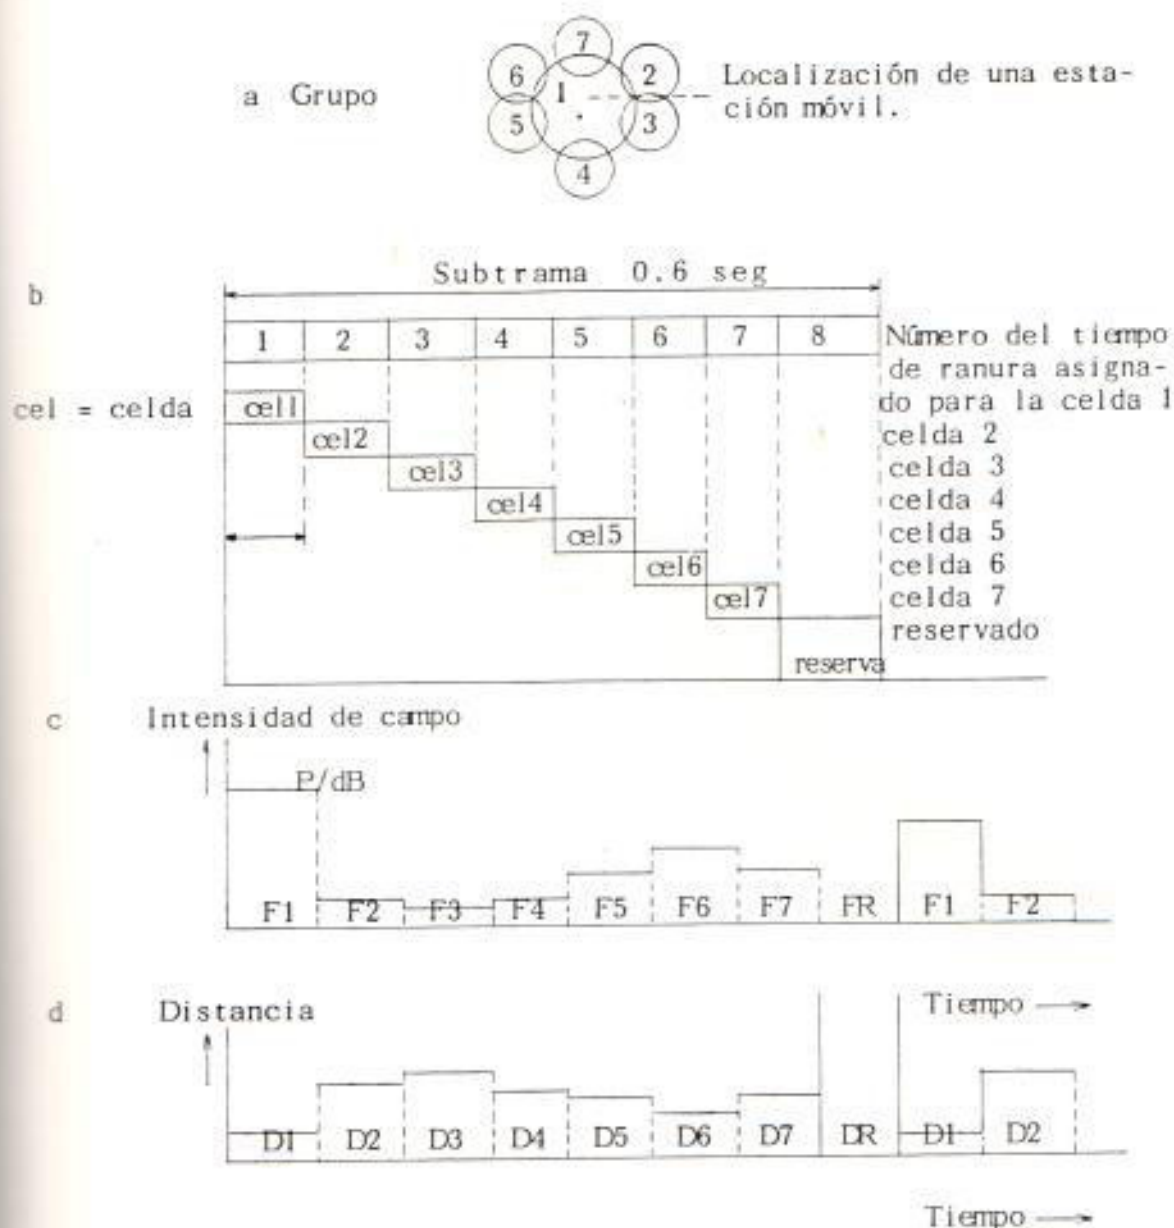 7
6 2
a Grupo
1
5 3
4
Localización de una esta-
ción móvil.
b
Subtrama 0.6 seg
1 2 3 4 5 6 7 8
Número del tiempo
de ranura asigna-
do para la celda 1
celda 2
celda 3
celda 4
celda 5
celda 6
celda 7
reservado
cel = celda
cel1
cel2
cel3
cel4
cel5
cel6
cel7
reserva
c Intensidad de campo
P/dB
F1 F2 F3 F4 F5 F6 F7 FR F1 F2
Tiempo
d Distancia
D1 D2 D3 D4 D5 D6 D7 DR D1 D2
Tiempo